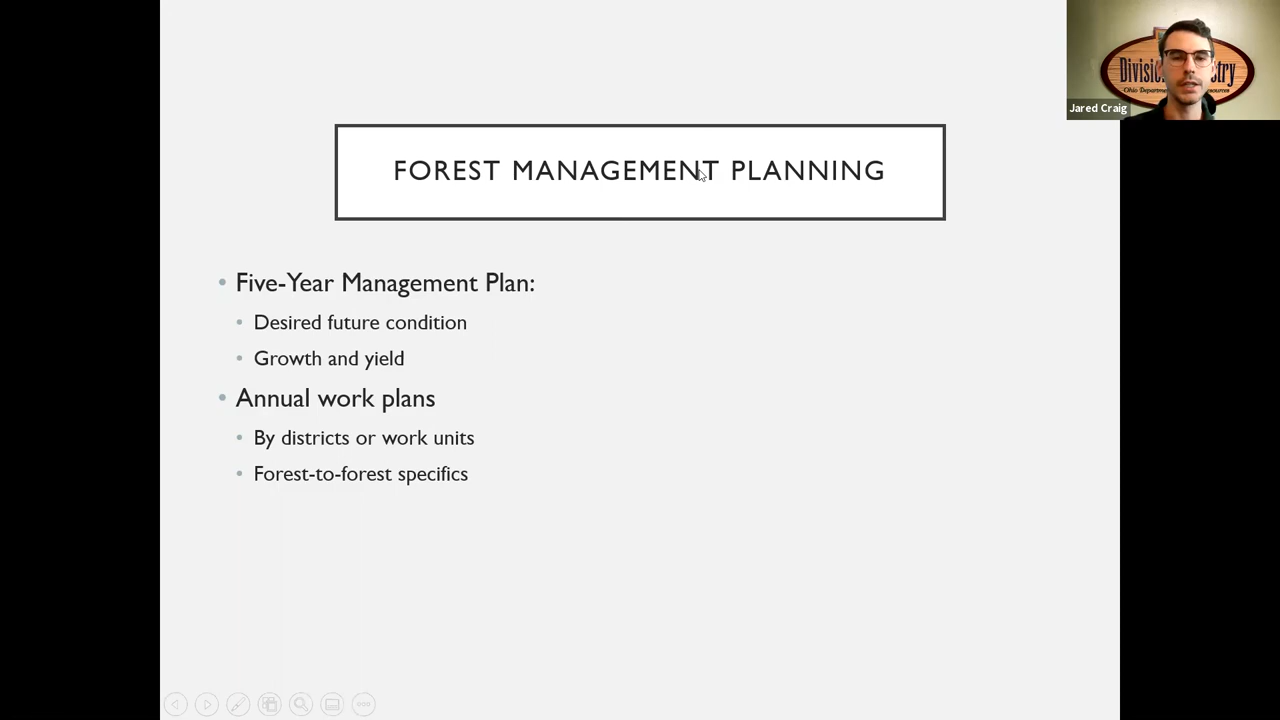 FOREST MANAGEMENT PLANNING
• Five-Year Management Plan:
• Desired future condition
• Growth and yield
• Annual work plans
• By districts or work units
• Forest-to-forest specifics
Jared Craig